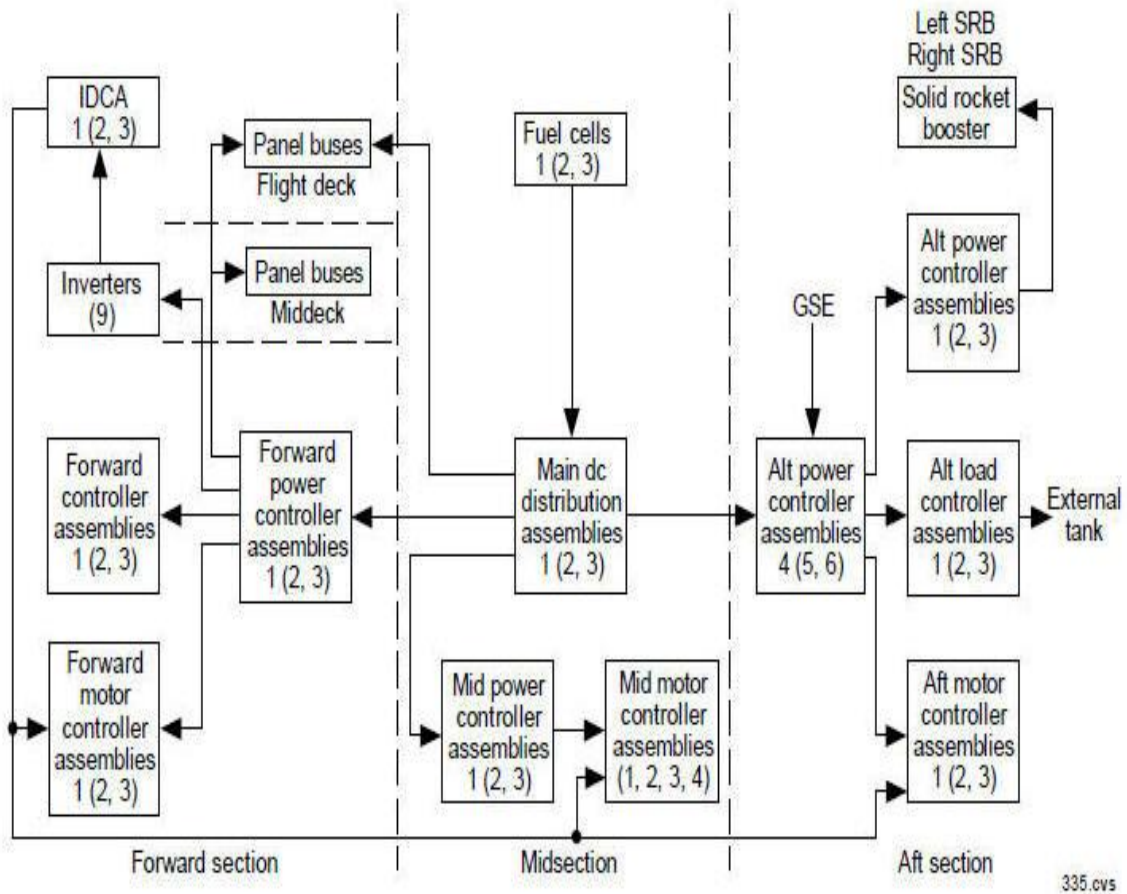 Left SRB
Right SRB
IDCA
1 (2, 3)
Panel buses
Flight deck
Fuel cells
1 (2, 3)
Solid rocket
booster
Inverters
(9)
Panel buses
Middeck
GSE
Alt power
controller
assemblies
1 (2, 3)
Forward
controller
assemblies
1 (2, 3)
Forward
power
controller
assemblies
1 (2, 3)
Main dc
distribution
assemblies
1 (2, 3)
Alt power
controller
assemblies
4 (5, 6)
Alt load
controller
assemblies
1 (2, 3)
External
tank
Forward
motor
controller
assemblies
1 (2, 3)
Mid power
controller
assemblies
1 (2, 3)
Mid motor
controller
assemblies
(1, 2, 3, 4)
Aft motor
controller
assemblies
1 (2, 3)
Forward section
Midsection
Aft section
335.cvs